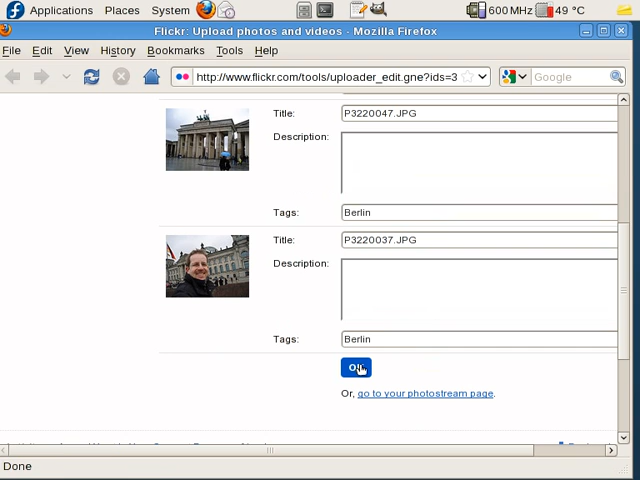 Applications Places System 600 MHz 49 °C
Flickr: Upload photos and videos - Mozilla Firefox
File Edit View History Bookmarks Tools Help
http://www.flickr.com/tools/uploader_edit.gne?ids=3 Google
Title: P3220047.JPG
Description:
Tags: Berlin
Title: P3220037.JPG
Description:
Tags: Berlin
OK
Or, go to your photostream page.
Done